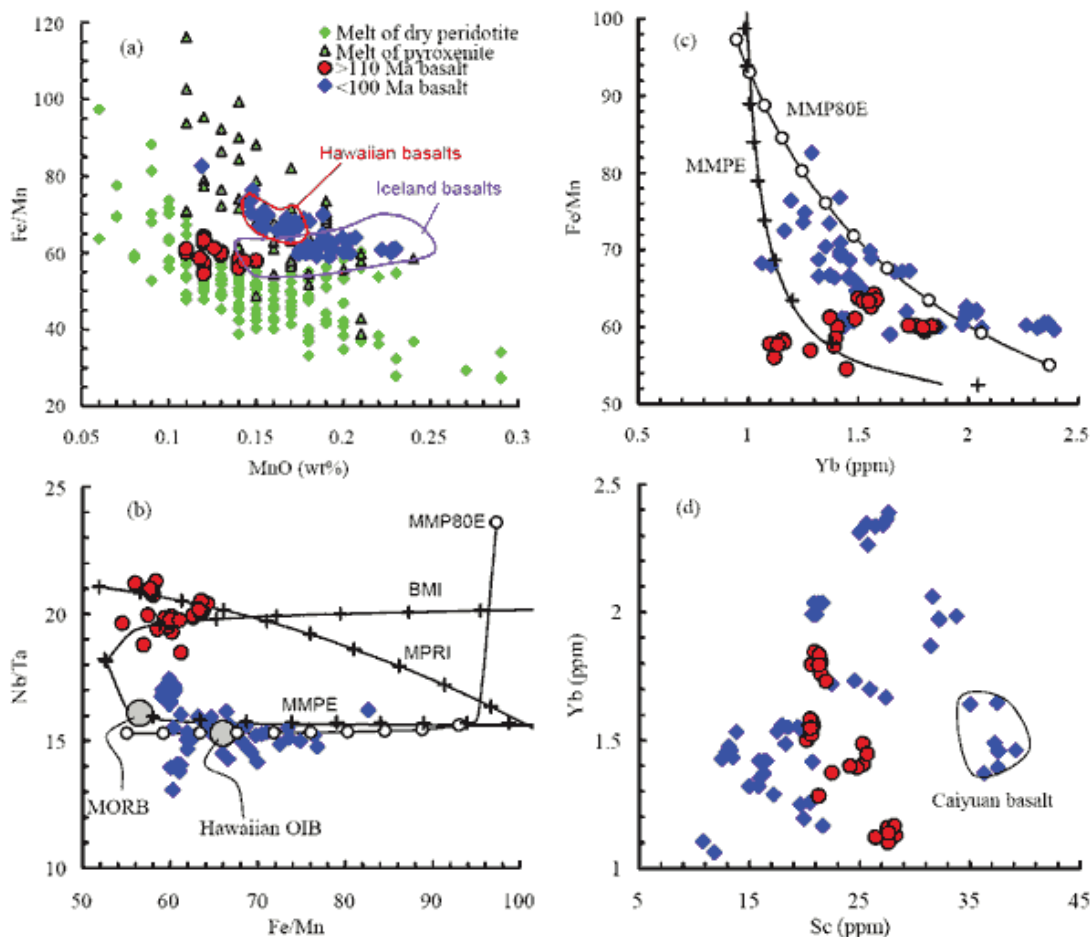 (a)
Melt of dry peridotite
Melt of pyroxenite
>110 Ma basalt
<100 Ma basalt
Hawaiian basalts
Iceland basalts
Fe/Mn
120
100
80
60
40
20
0.05
0.1
0.15
0.2
0.25
0.3
MnO (wt%)
(c)
MMP80E
MMPE
Fe/Mn
100
90
80
70
60
50
0.5
1
1.5
2
2.5
Yb (ppm)
(b)
MMP80E
BMI
MPRI
MMPE
MORB
Hawaiian OIB
Nb/Ta
25
20
15
10
50
60
70
80
90
100
Fe/Mn
(d)
Caiyuan basalt
Yb (ppm)
2.5
2
1.5
1
5
15
25
35
45
Sc (ppm)